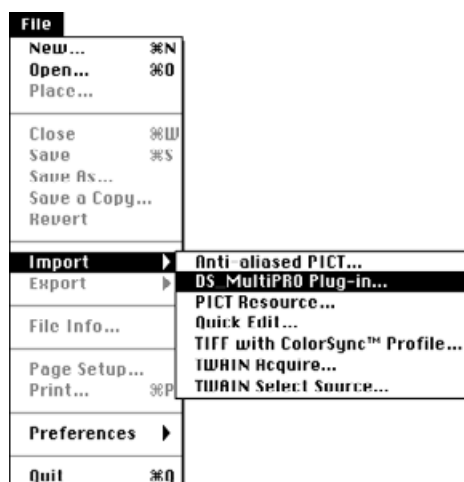 File
New... ⌘N
Open... ⌘O
Place...
Close ⌘W
Save ⌘S
Save As...
Save a Copy...
Revert
Import
Export
File Info...
Page Setup...
Print... ⌘P
Preferences
Quit ⌘Q
Anti-aliased PICT...
DS_MultiPRO Plug-in...
PICT Resource...
Quick Edit...
TIFF with ColorSync™ Profile...
TWAIN Acquire...
TWAIN Select Source...